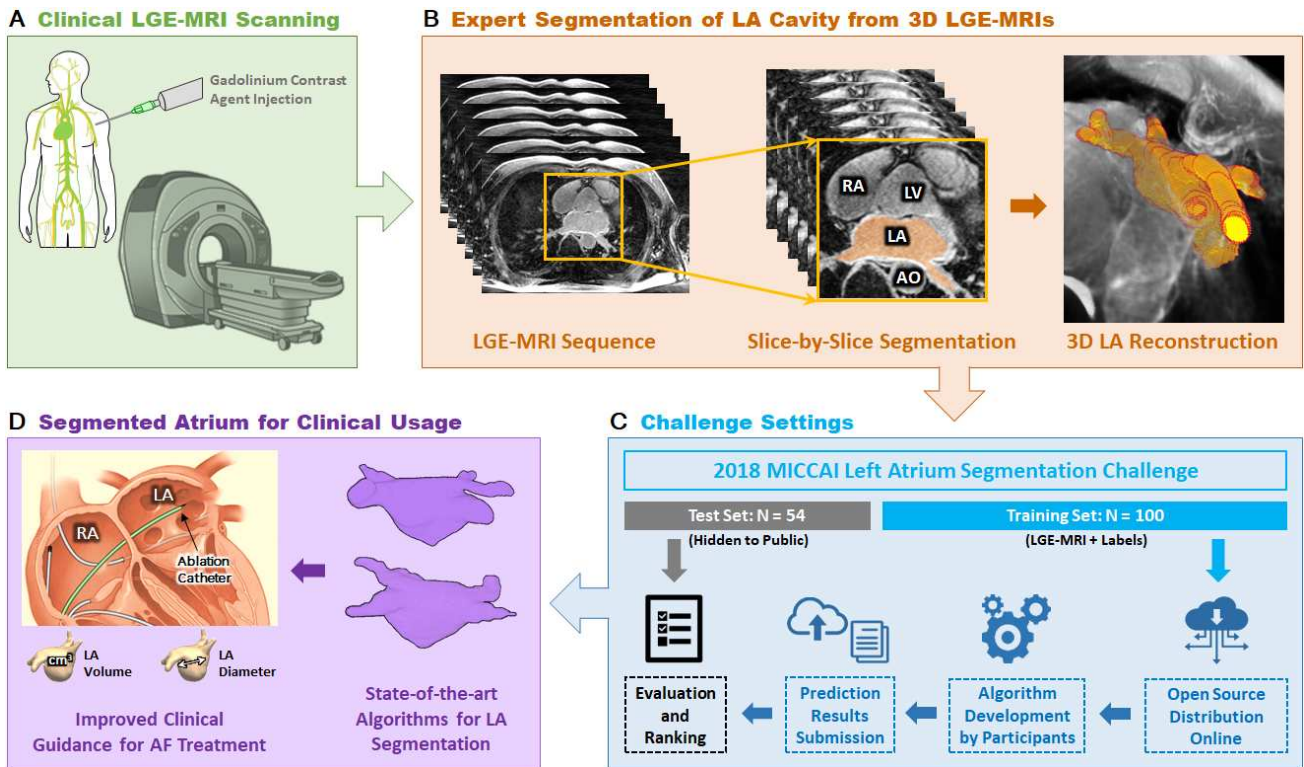 A Clinical LGE-MRI Scanning
Gadolinium Contrast
Agent Injection
B Expert Segmentation of LA Cavity from 3D LGE-MRIs
RA
LV
LA
AO
LGE-MRI Sequence
Slice-by-Slice Segmentation
3D LA Reconstruction
C Challenge Settings
2018 MICCAI Left Atrium Segmentation Challenge
Test Set: N = 54
(Hidden to Public)
Training Set: N = 100
(LGE-MRI + Labels)
Evaluation
and
Ranking
Prediction
Results
Submission
Algorithm
Development
by Participants
Open Source
Distribution
Online
D Segmented Atrium for Clinical Usage
LA
RA
Ablation
Catheter
cm³
LA
Volume
LA
Diameter
Improved Clinical
Guidance for AF Treatment
State-of-the-art
Algorithms for LA
Segmentation